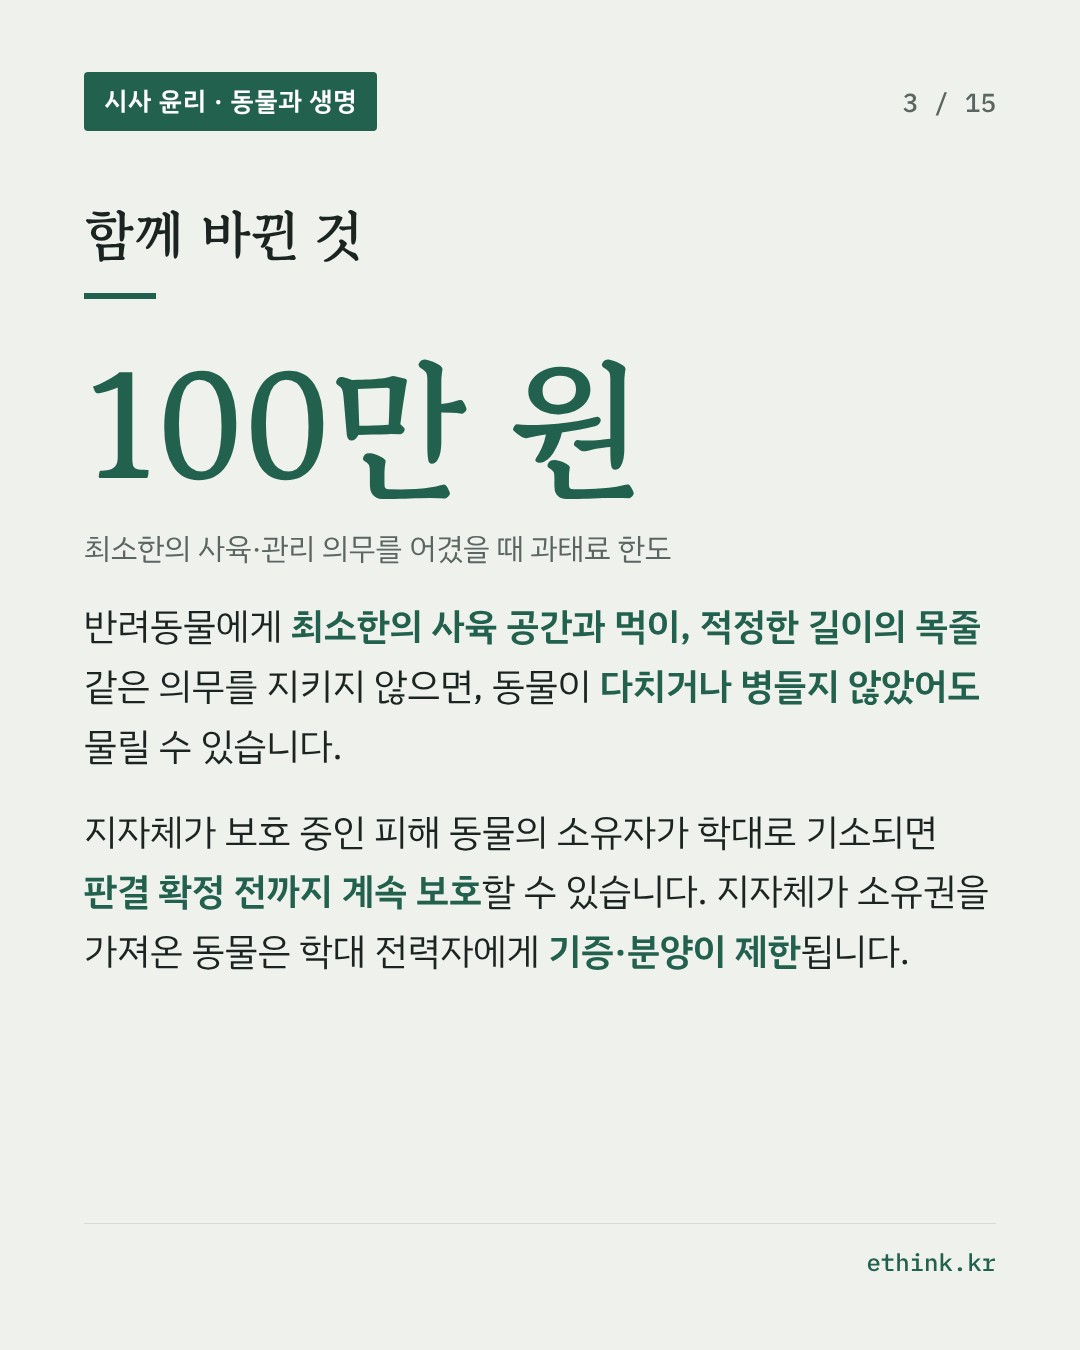 시사 윤리 · 동물과 생명
3 / 15
함께 바뀐 것
100만 원
최소한의 사육·관리 의무를 어겼을 때 과태료 한도
반려동물에게 최소한의 사육 공간과 먹이, 적정한 길이의 목줄
같은 의무를 지키지 않으면, 동물이 다치거나 병들지 않았어도
물릴 수 있습니다.
지자체가 보호 중인 피해 동물의 소유자가 학대로 기소되면
판결 확정 전까지 계속 보호할 수 있습니다. 지자체가 소유권을
가져온 동물은 학대 전력자에게 기증·분양이 제한됩니다.
ethink.kr